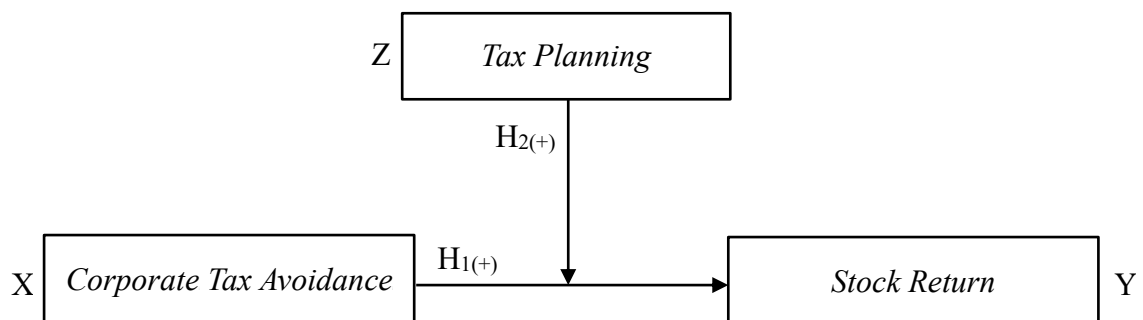 Z Tax Planning
H2(+)
H1(+)
X Corporate Tax Avoidance
Stock Return Y